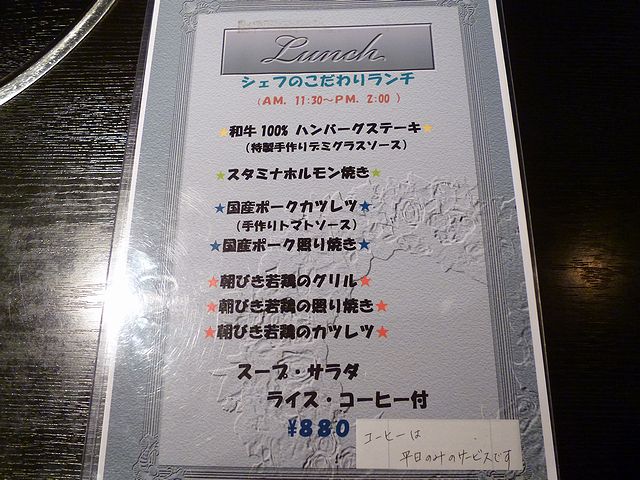 Lunch
シェフのこだわりランチ
(AM. 11:30～PM. 2:00 )
★和牛100% ハンバーグステーキ★
(特製手作りデミグラスソース)
★スタミナホルモン焼き★
★国産ポークカツレツ★
(手作りトマトソース)
★国産ポーク照り焼き★
★朝びき若鶏のグリル★
★朝びき若鶏の照り焼き★
★朝びき若鶏のカツレツ★
スープ・サラダ
ライス・コーヒー付
¥880
コーヒーは
平日のみのサービスです